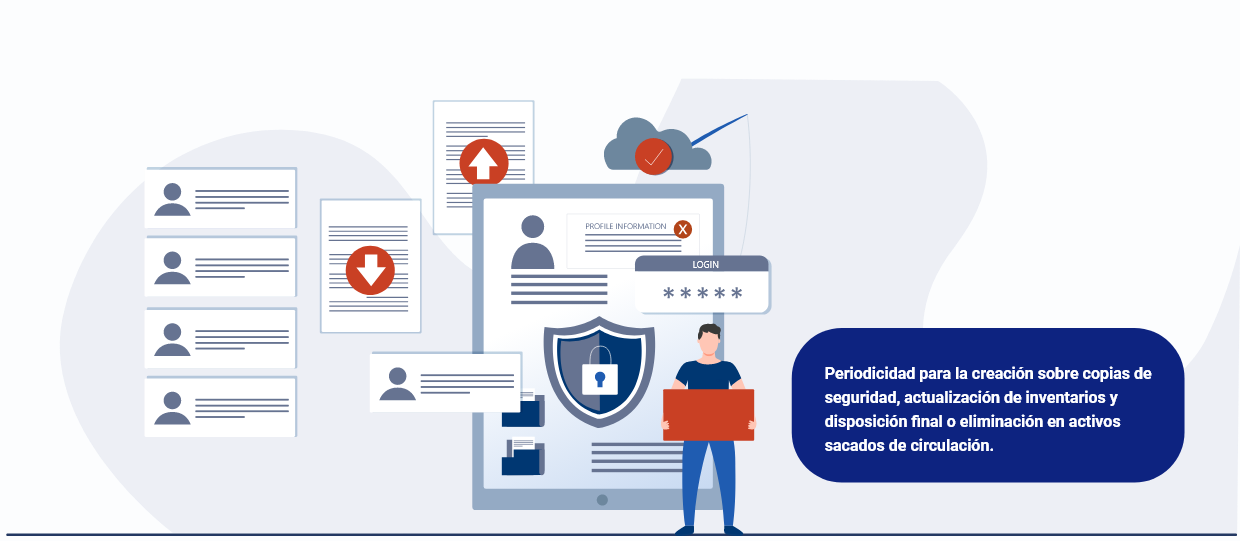 PROFILE INFORMATION
X
LOGIN
*****
Periodicidad para la creación sobre copias de
seguridad, actualización de inventarios y
disposición final o eliminación en activos
sacados de circulación.